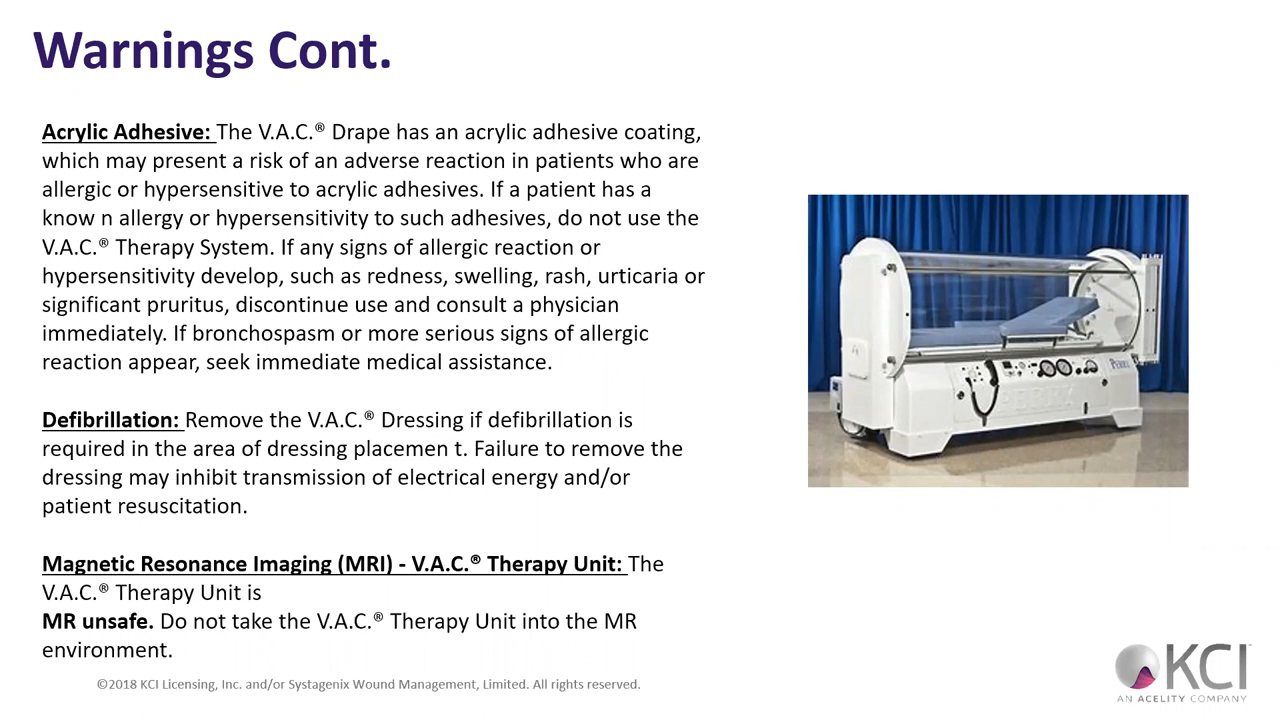 Warnings Cont.
Acrylic Adhesive: The V.A.C.® Drape has an acrylic adhesive coating,
which may present a risk of an adverse reaction in patients who are
allergic or hypersensitive to acrylic adhesives. If a patient has a
know n allergy or hypersensitivity to such adhesives, do not use the
V.A.C.® Therapy System. If any signs of allergic reaction or
hypersensitivity develop, such as redness, swelling, rash, urticaria or
significant pruritus, discontinue use and consult a physician
immediately. If bronchospasm or more serious signs of allergic
reaction appear, seek immediate medical assistance.
Defibrillation: Remove the V.A.C.® Dressing if defibrillation is
required in the area of dressing placemen t. Failure to remove the
dressing may inhibit transmission of electrical energy and/or
patient resuscitation.
Magnetic Resonance Imaging (MRI) - V.A.C.® Therapy Unit: The
V.A.C.® Therapy Unit is
MR unsafe. Do not take the V.A.C.® Therapy Unit into the MR
environment.
©2018 KCI Licensing, Inc. and/or Systagenix Wound Management, Limited. All rights reserved.
KCI™
AN ACELITY COMPANY